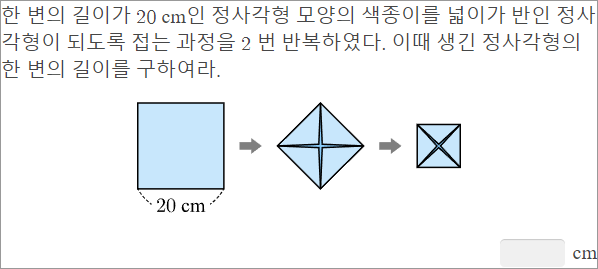 한 변의 길이가 20 cm인 정사각형 모양의 색종이를 넓이가 반인 정사
각형이 되도록 접는 과정을 2 번 반복하였다. 이때 생긴 정사각형의
한 변의 길이를 구하여라.
20 cm
cm